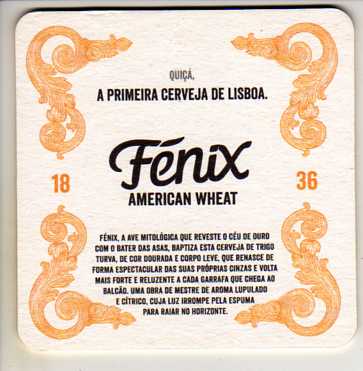 QUIÇÁ,
A PRIMEIRA CERVEJA DE LISBOA.
Fénix
AMERICAN WHEAT
18 36
FÉNIX, A AVE MITOLÓGICA QUE REVESTE O CÉU DE OURO
COM O BATER DAS ASAS, BAPTIZA ESTA CERVEJA DE TRIGO
TURVA, DE COR DOURADA E CORPO LEVE, QUE RENASCE DE
FORMA ESPECTACULAR DAS SUAS PRÓPRIAS CINZAS E VOLTA
MAIS FORTE E RELUZENTE A CADA GARRAFA QUE CHEGA AO
BALCÃO. UMA OBRA DE MESTRE DE AROMA LUPULADO
E CÍTRICO, CUJA LUZ IRROMPE PELA ESPUMA
PARA RAIAR NO HORIZONTE.